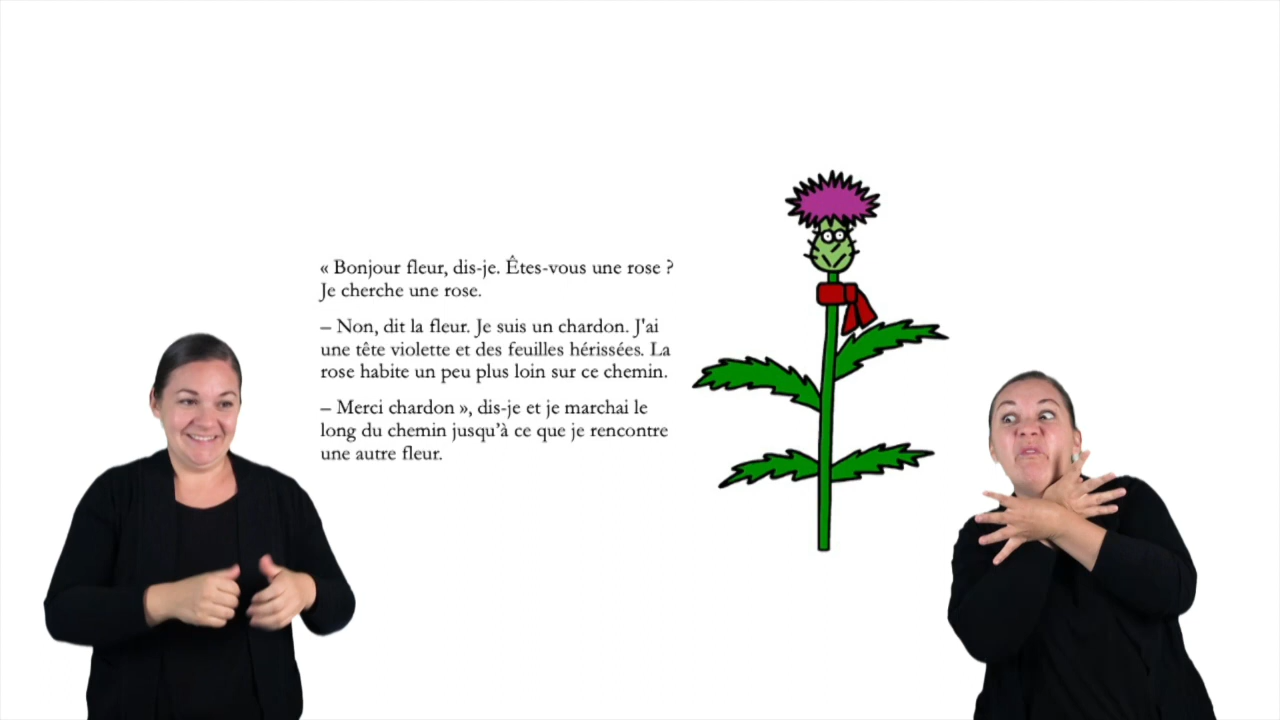 « Bonjour fleur, dis-je. Êtes-vous une rose ?
Je cherche une rose.
– Non, dit la fleur. Je suis un chardon. J'ai
une tête violette et des feuilles hérissées. La
rose habite un peu plus loin sur ce chemin.
– Merci chardon », dis-je et je marchai le
long du chemin jusqu’à ce que je rencontre
une autre fleur.